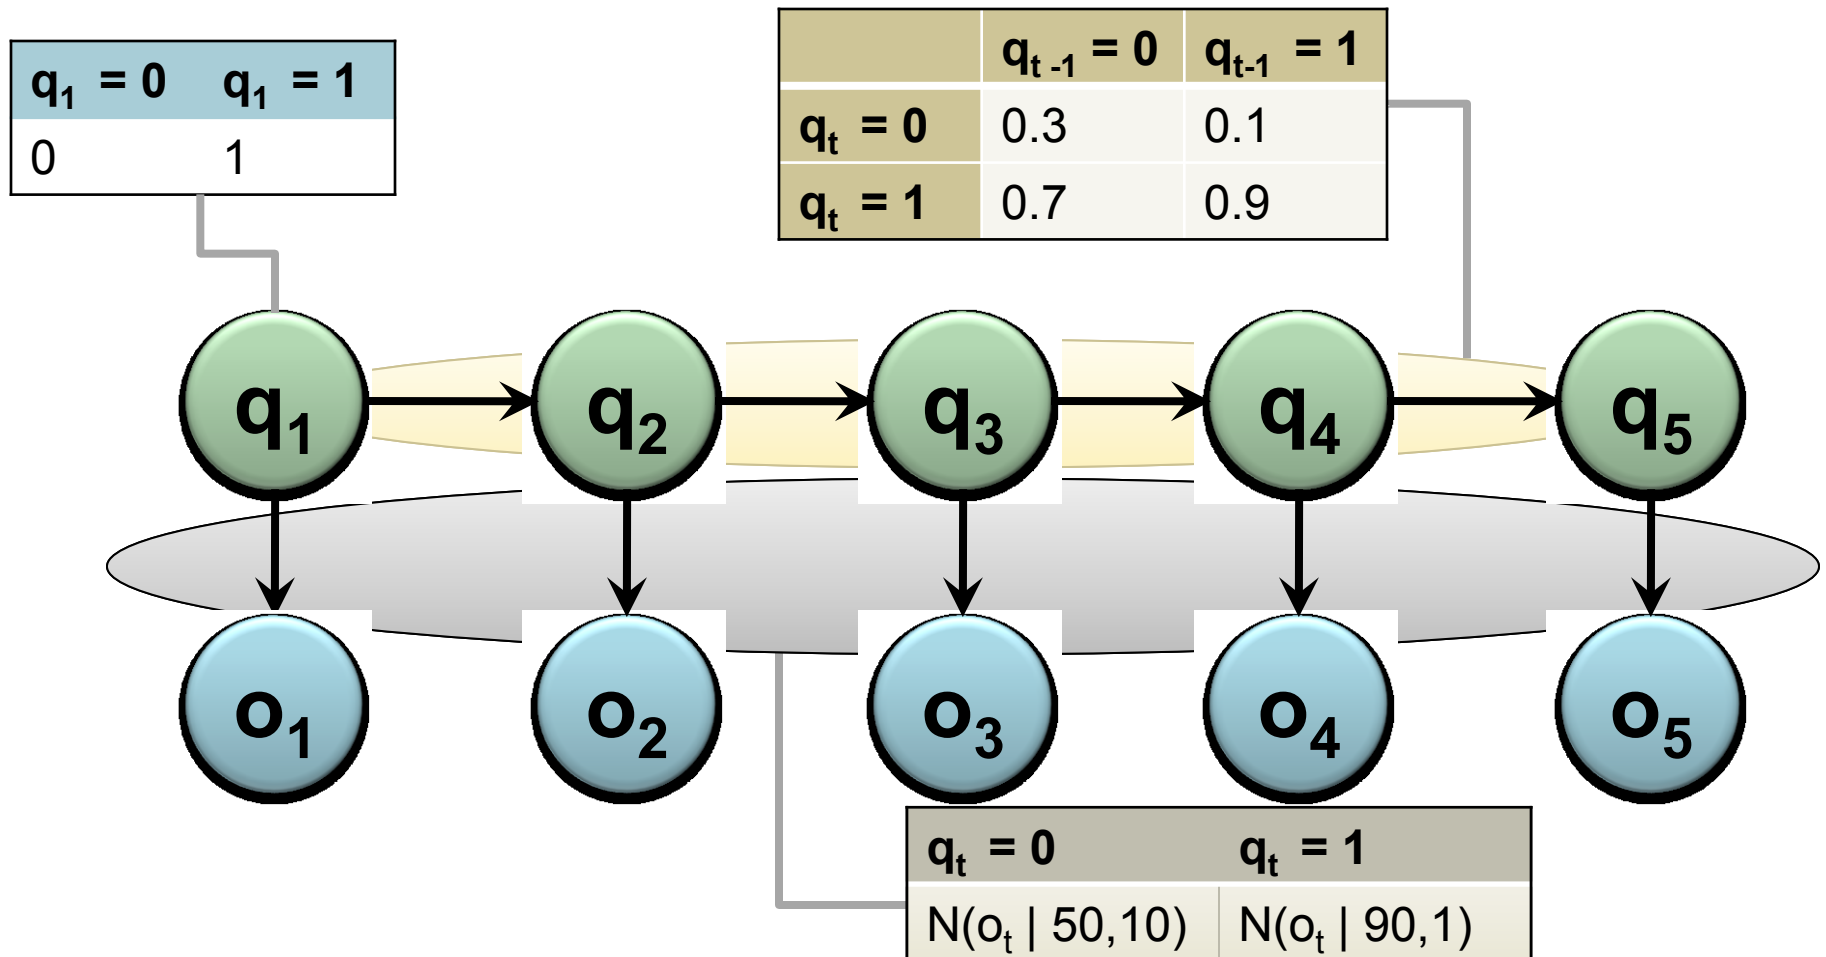 q1 = 0 q1 = 1
0 1
qt -1 = 0 qt-1 = 1
qt = 0 0.3 0.1
qt = 1 0.7 0.9
q1 q2 q3 q4 q5
o1 o2 o3 o4 o5
qt = 0 qt = 1
N(ot | 50,10) N(ot | 90,1)